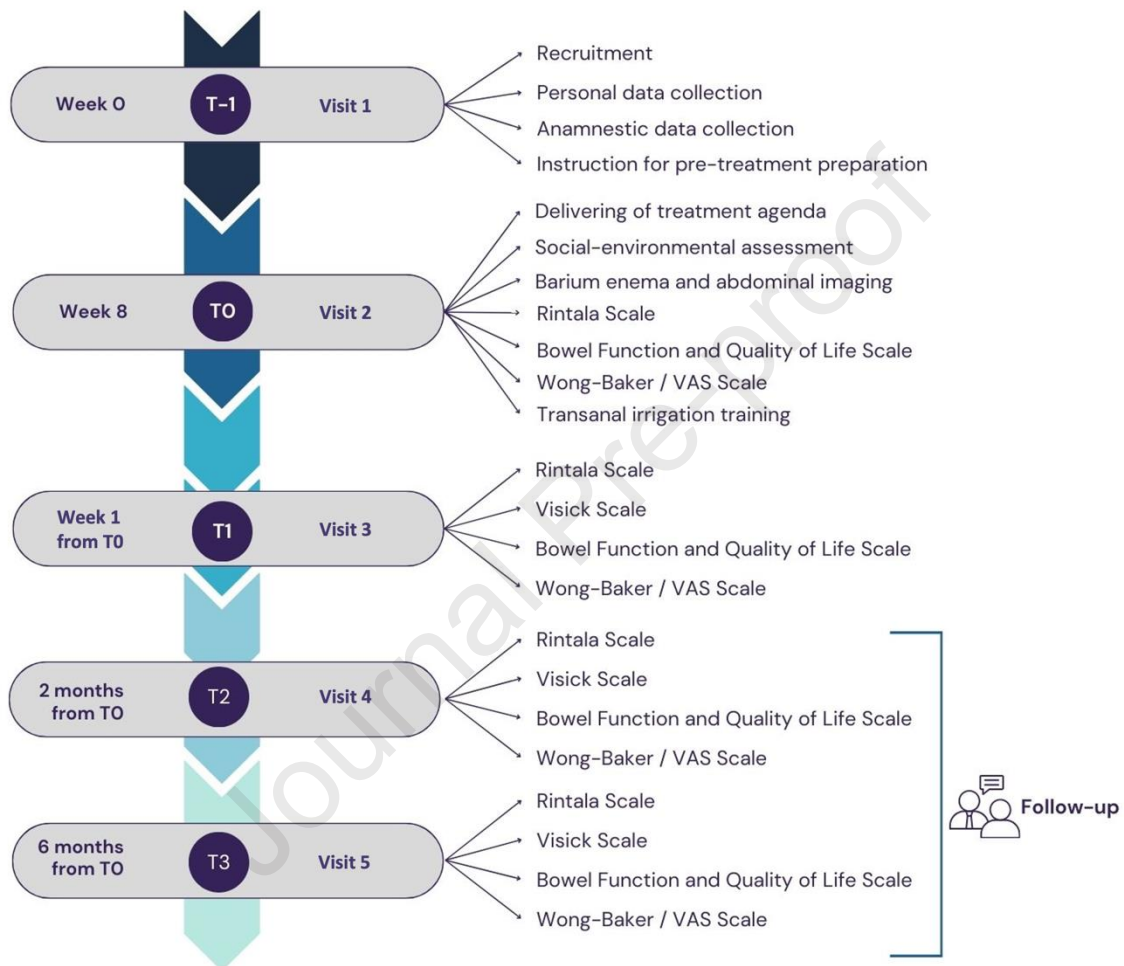 Week 0
T-1
Visit 1
Recruitment
Personal data collection
Anamnestic data collection
Instruction for pre-treatment preparation
Week 8
T0
Visit 2
Delivering of treatment agenda
Social-environmental assessment
Barium enema and abdominal imaging
Rintala Scale
Bowel Function and Quality of Life Scale
Wong-Baker / VAS Scale
Transanal irrigation training
Week 1
from T0
T1
Visit 3
Rintala Scale
Visick Scale
Bowel Function and Quality of Life Scale
Wong-Baker / VAS Scale
2 months
from T0
T2
Visit 4
Rintala Scale
Visick Scale
Bowel Function and Quality of Life Scale
Wong-Baker / VAS Scale
6 months
from T0
T3
Visit 5
Rintala Scale
Visick Scale
Bowel Function and Quality of Life Scale
Wong-Baker / VAS Scale
Follow-up
Journal Pre-proof